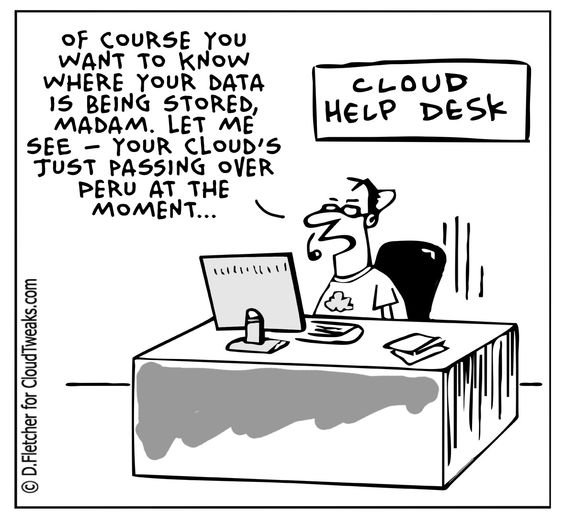 OF COURSE YOU
WANT TO KNOW
WHERE YOUR DATA
IS BEING STORED,
MADAM. LET ME
SEE – YOUR CLOUD'S
JUST PASSING OVER
PERU AT THE
MOMENT...
CLOUD
HELP DESK
© D.Fletcher for CloudTweaks.com